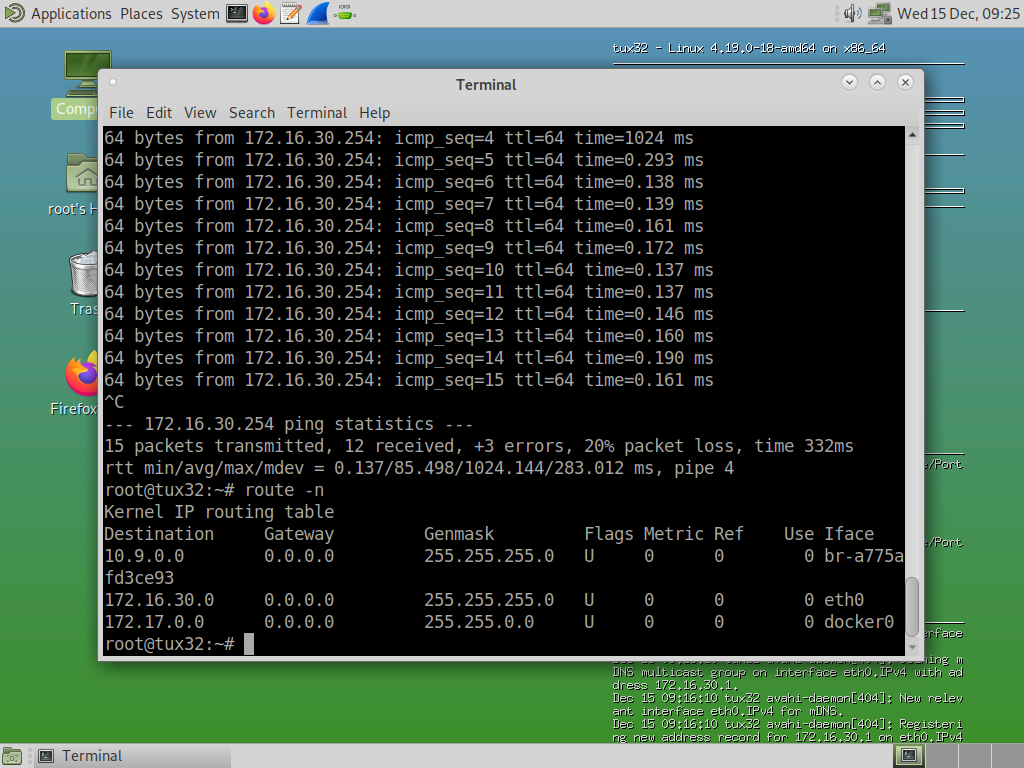 Applications Places System Wed 15 Dec, 09:25
tux32 - Linux 4.19.0-18-amd64 on x86_64
Terminal
File Edit View Search Terminal Help
64 bytes from 172.16.30.254: icmp_seq=4 ttl=64 time=1024 ms
64 bytes from 172.16.30.254: icmp_seq=5 ttl=64 time=0.293 ms
64 bytes from 172.16.30.254: icmp_seq=6 ttl=64 time=0.138 ms
64 bytes from 172.16.30.254: icmp_seq=7 ttl=64 time=0.139 ms
64 bytes from 172.16.30.254: icmp_seq=8 ttl=64 time=0.161 ms
64 bytes from 172.16.30.254: icmp_seq=9 ttl=64 time=0.172 ms
64 bytes from 172.16.30.254: icmp_seq=10 ttl=64 time=0.137 ms
64 bytes from 172.16.30.254: icmp_seq=11 ttl=64 time=0.137 ms
64 bytes from 172.16.30.254: icmp_seq=12 ttl=64 time=0.146 ms
64 bytes from 172.16.30.254: icmp_seq=13 ttl=64 time=0.160 ms
64 bytes from 172.16.30.254: icmp_seq=14 ttl=64 time=0.190 ms
64 bytes from 172.16.30.254: icmp_seq=15 ttl=64 time=0.161 ms
^C
--- 172.16.30.254 ping statistics ---
15 packets transmitted, 12 received, +3 errors, 20% packet loss, time 332ms
rtt min/avg/max/mdev = 0.137/85.498/1024.144/283.012 ms, pipe 4
root@tux32:~# route -n
Kernel IP routing table
Destination Gateway Genmask Flags Metric Ref Use Iface
10.9.0.0 0.0.0.0 255.255.255.0 U 0 0 0 br-a775a
fd3ce93
172.16.30.0 0.0.0.0 255.255.255.0 U 0 0 0 eth0
172.17.0.0 0.0.0.0 255.255.0.0 U 0 0 0 docker0
root@tux32:~#
Comp
root's H
Tras
Firefox
e/Port
e/Port
erface
DNS multicast group on interface eth0.IPv4 with ad
dress 172.16.30.1.
Dec 15 09:16:10 tux32 avahi-daemon[404]: New relev
ant interface eth0.IPv4 for mDNS.
Dec 15 09:16:10 tux32 avahi-daemon[404]: Registeri
ng new address record for 172.16.30.1 on eth0.IPv4
Terminal